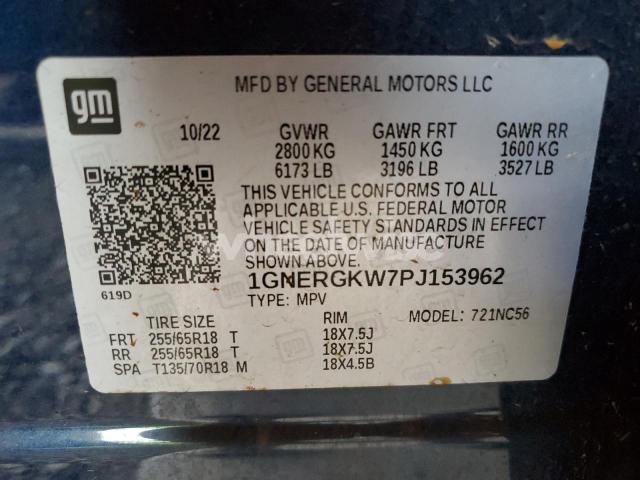 gm
MFD BY GENERAL MOTORS LLC
10/22 GVWR GAWR FRT GAWR RR
2800 KG 1450 KG 1600 KG
6173 LB 3196 LB 3527 LB
THIS VEHICLE CONFORMS TO ALL
APPLICABLE U.S. FEDERAL MOTOR
VEHICLE SAFETY STANDARDS IN EFFECT
ON THE DATE OF MANUFACTURE
SHOWN ABOVE.
619D
1GNERGKW7PJ153962
TYPE: MPV MODEL: 721NC56
TIRE SIZE RIM
FRT 255/65R18 T 18X7.5J
RR 255/65R18 T 18X7.5J
SPA T135/70R18 M 18X4.5B